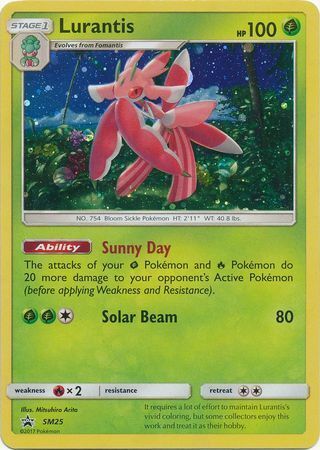 STAGE 1 Lurantis HP 100
Evolves from Fomantis
NO. 754 Bloom Sickle Pokémon HT: 2'11" WT: 40.8 lbs.
Ability Sunny Day
The attacks of your Pokémon and Pokémon do
20 more damage to your opponent's Active Pokémon
(before applying Weakness and Resistance).
Solar Beam 80
weakness × 2 resistance retreat
Illus. Mitsuhiro Arita
SM25
©2017 Pokémon
It requires a lot of effort to maintain Lurantis's
vivid coloring, but some collectors enjoy this
work and treat it as their hobby.